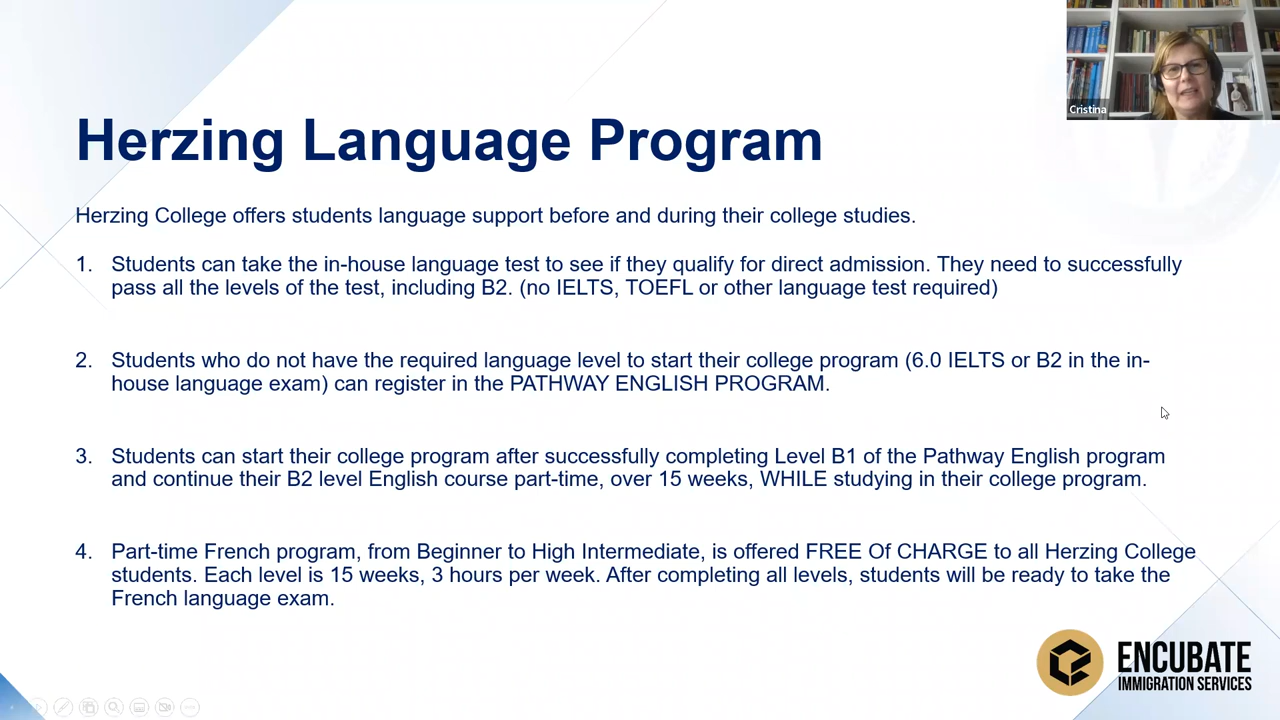 Cristina
Herzing Language Program
Herzing College offers students language support before and during their college studies.
1. Students can take the in-house language test to see if they qualify for direct admission. They need to successfully
pass all the levels of the test, including B2. (no IELTS, TOEFL or other language test required)
2. Students who do not have the required language level to start their college program (6.0 IELTS or B2 in the in-
house language exam) can register in the PATHWAY ENGLISH PROGRAM.
3. Students can start their college program after successfully completing Level B1 of the Pathway English program
and continue their B2 level English course part-time, over 15 weeks, WHILE studying in their college program.
4. Part-time French program, from Beginner to High Intermediate, is offered FREE Of CHARGE to all Herzing College
students. Each level is 15 weeks, 3 hours per week. After completing all levels, students will be ready to take the
French language exam.
ENCUBATE
IMMIGRATION SERVICES